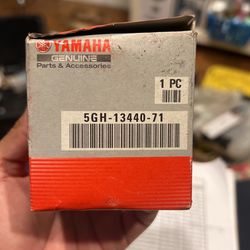 YAMAHA
GENUINE
Parts & Accessories
1 PC
5GH-13440-71